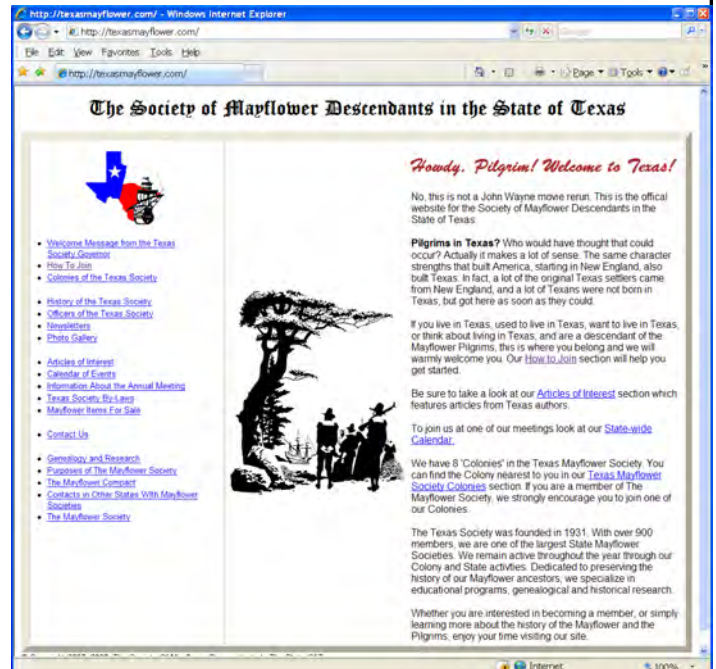 http://texasmayflower.com/ - Windows Internet Explorer
http://texasmayflower.com/
File Edit View Favorites Tools Help
http://texasmayflower.com/
Page Tools
The Society of Mayflower Descendants in the State of Texas
Welcome Message from the Texas
Society Governor
How To Join
Colonies of the Texas Society
History of the Texas Society
Officers of the Texas Society
Newsletters
Photo Gallery
Articles of Interest
Calendar of Events
Information About the Annual Meeting
Texas Society By-Laws
Mayflower Items For Sale
Contact Us
Genealogy and Research
Purposes of The Mayflower Society
The Mayflower Compact
Contacts in Other States With Mayflower
Societies
The Mayflower Society
Howdy, Pilgrim! Welcome to Texas!
No, this is not a John Wayne movie rerun. This is the offical
website for the Society of Mayflower Descendants in the
State of Texas
Pilgrims in Texas? Who would have thought that could
occur? Actually it makes a lot of sense. The same character
strengths that built America, starting in New England, also
built Texas. In fact, a lot of the original Texas settlers came
from New England, and a lot of Texans were not born in
Texas, but got here as soon as they could.
If you live in Texas, used to live in Texas, want to live in Texas,
or think about living in Texas, and are a descendant of the
Mayflower Pilgrims, this is where you belong and we will
warmly welcome you. Our How to Join section will help you
get started.
Be sure to take a look at our Articles of Interest section which
features articles from Texas authors.
To join us at one of our meetings look at our State-wide
Calendar.
We have 8 'Colonies' in the Texas Mayflower Society. You
can find the Colony nearest to you in our Texas Mayflower
Society Colonies section. If you are a member of The
Mayflower Society, we strongly encourage you to join one of
our Colonies.
The Texas Society was founded in 1931. With over 900
members, we are one of the largest State Mayflower
Societies. We remain active throughout the year through our
Colony and State activties. Dedicated to preserving the
history of our Mayflower ancestors, we specialize in
educational programs, genealogical and historical research.
Whether you are interested in becoming a member, or simply
learning more about the history of the Mayflower and the
Pilgrims, enjoy your time visiting our site.
Internet 100%